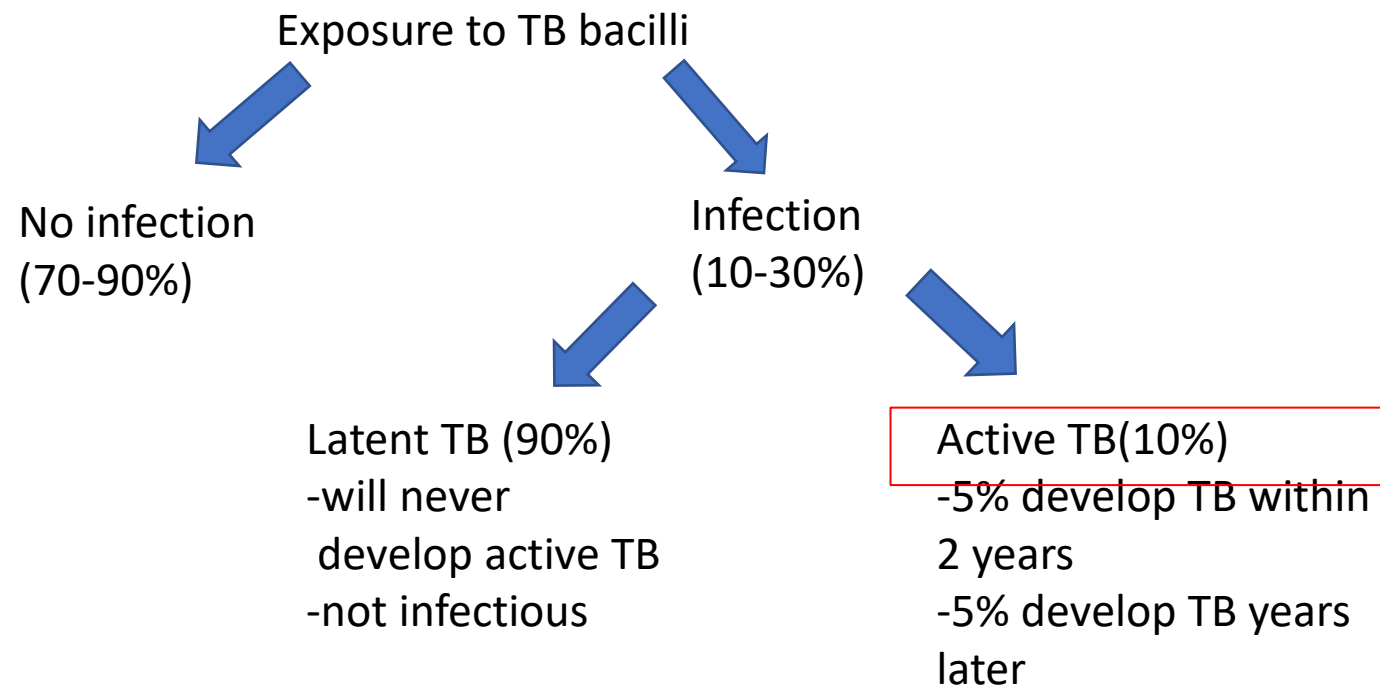 Exposure to TB bacilli
No infection
(70-90%)
Infection
(10-30%)
Latent TB (90%)
-will never
develop active TB
-not infectious
Active TB(10%)
-5% develop TB within
2 years
-5% develop TB years
later